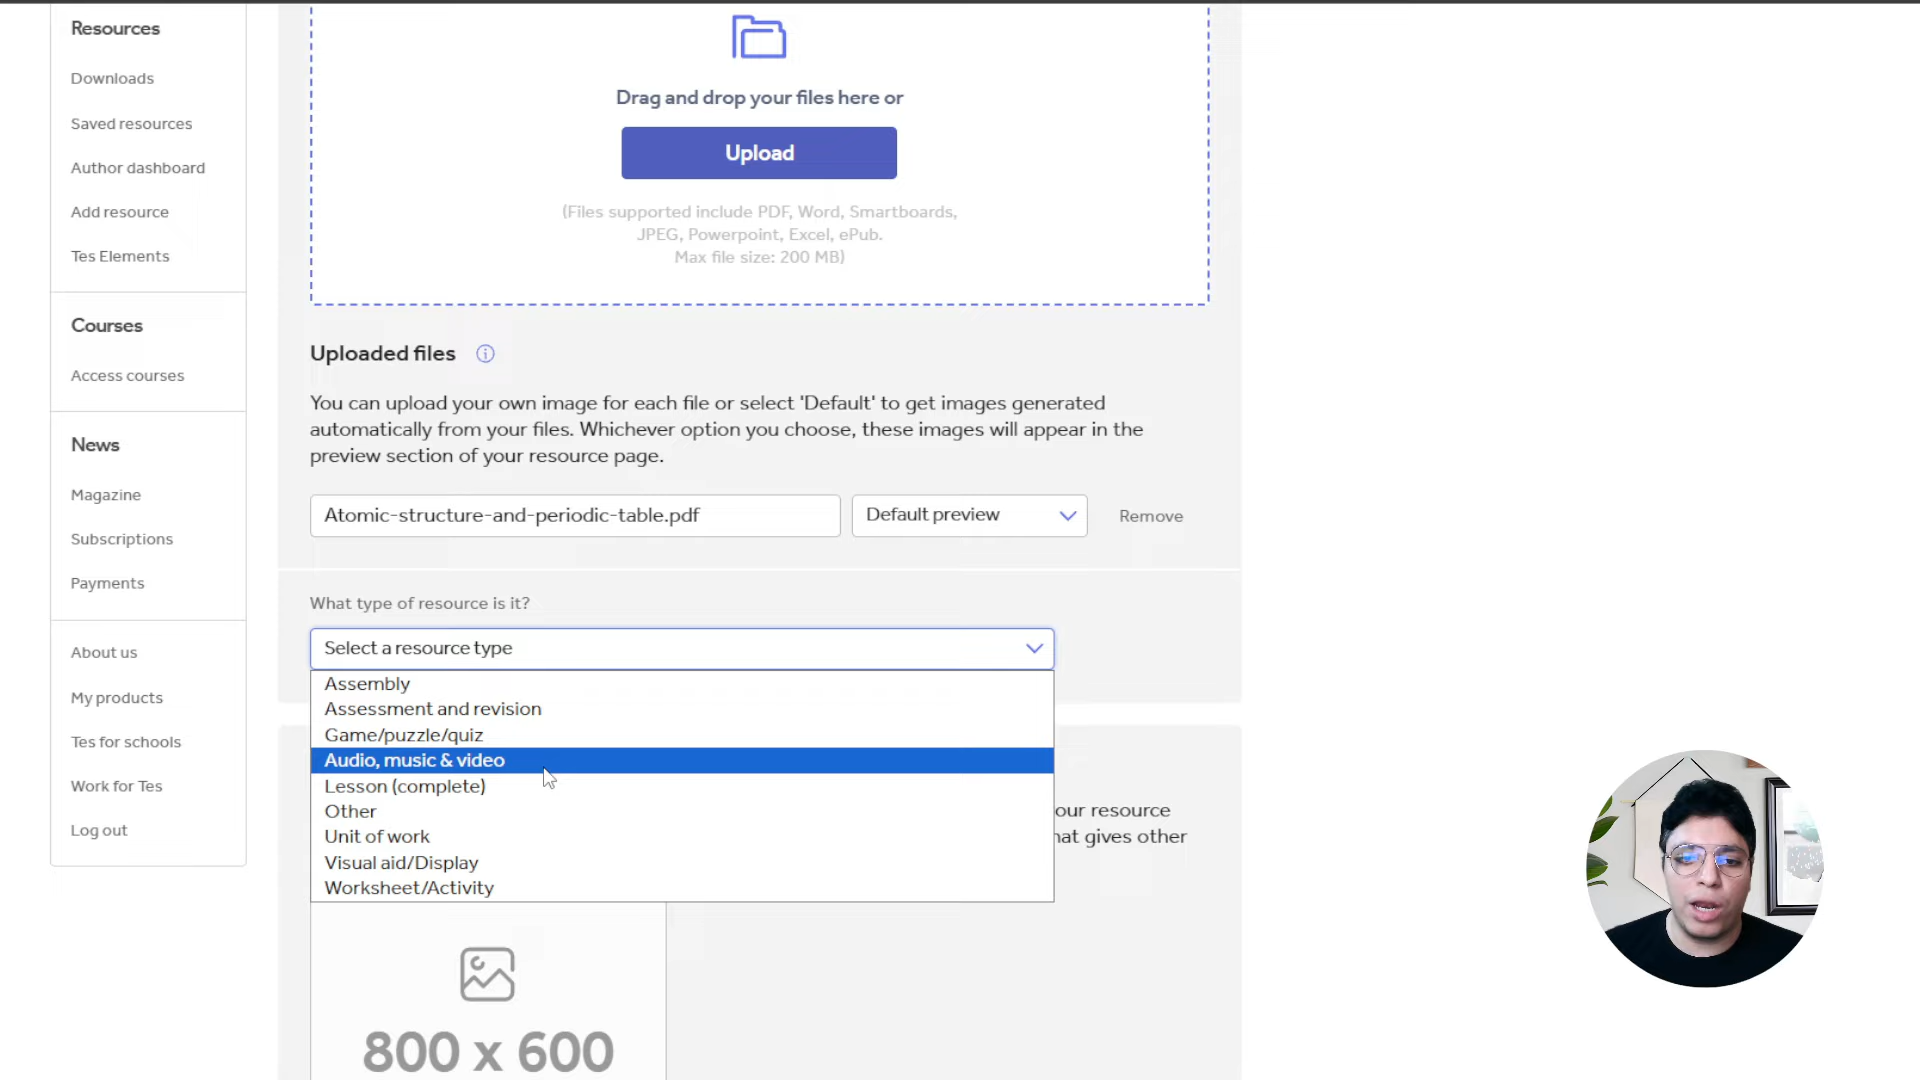 Resources
Downloads
Saved resources
Author dashboard
Add resource
Tes Elements
Courses
Access courses
News
Magazine
Subscriptions
Payments
About us
My products
Tes for schools
Work for Tes
Log out
Drag and drop your files here or
Upload
(Files supported include PDF, Word, Smartboards,
JPEG, Powerpoint, Excel, ePub.
Max file size: 200 MB)
Uploaded files
You can upload your own image for each file or select 'Default' to get images generated
automatically from your files. Whichever option you choose, these images will appear in the
preview section of your resource page.
Atomic-structure-and-periodic-table.pdf
Default preview
Remove
What type of resource is it?
Select a resource type
Assembly
Assessment and revision
Game/puzzle/quiz
Audio, music & video
Lesson (complete)
Other
Unit of work
Visual aid/Display
Worksheet/Activity
our resource
hat gives other
800 x 600